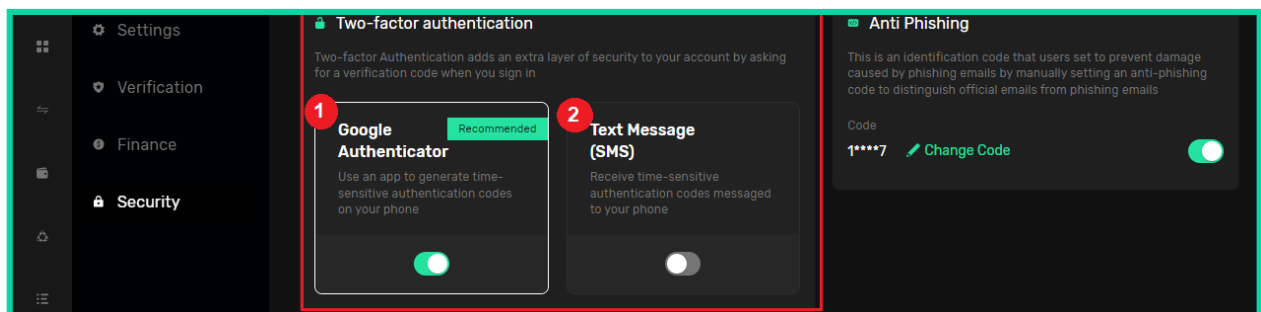 Settings
Verification
Finance
Security
Two-factor authentication
Two-factor Authentication adds an extra layer of security to your account by asking
for a verification code when you sign in
1
Google
Authenticator
Recommended
Use an app to generate time-
sensitive authentication codes
on your phone
2
Text Message
(SMS)
Receive time-sensitive
authentication codes messaged
to your phone
Anti Phishing
This is an identification code that users set to prevent damage
caused by phishing emails by manually setting an anti-phishing
code to distinguish official emails from phishing emails
Code
1****7 Change Code